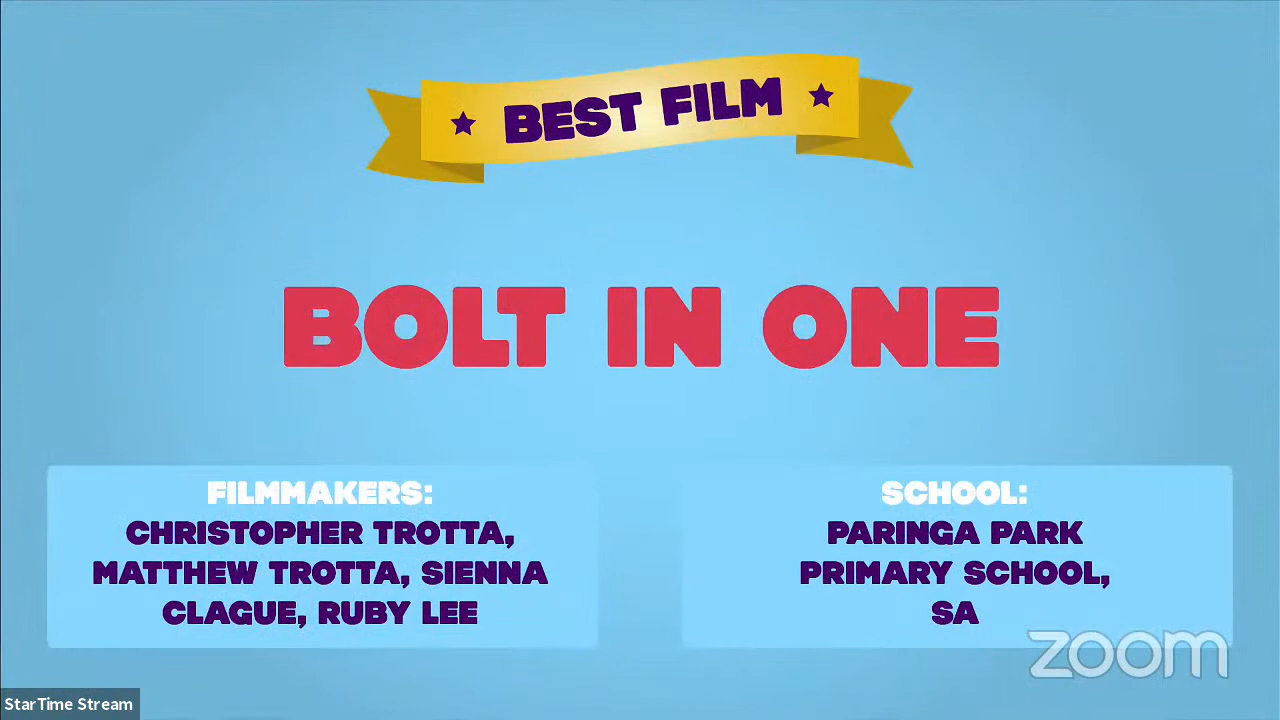 BEST FILM
BOLT IN ONE
FILMMAKERS:
CHRISTOPHER TROTTA,
MATTHEW TROTTA, SIENNA
CLAGUE, RUBY LEE
SCHOOL:
PARINGA PARK
PRIMARY SCHOOL,
SA
zoom
StarTime Stream